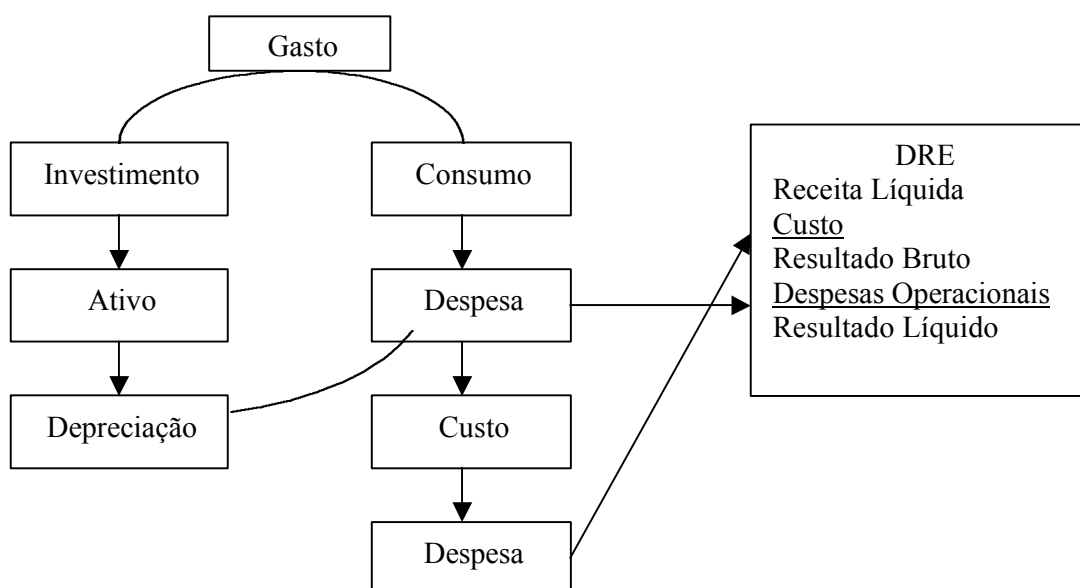 Gasto
Investimento
Consumo
Ativo
Despesa
Depreciação
Custo
Despesa
DRE
Receita Líquida
Custo
Resultado Bruto
Despesas Operacionais
Resultado Líquido